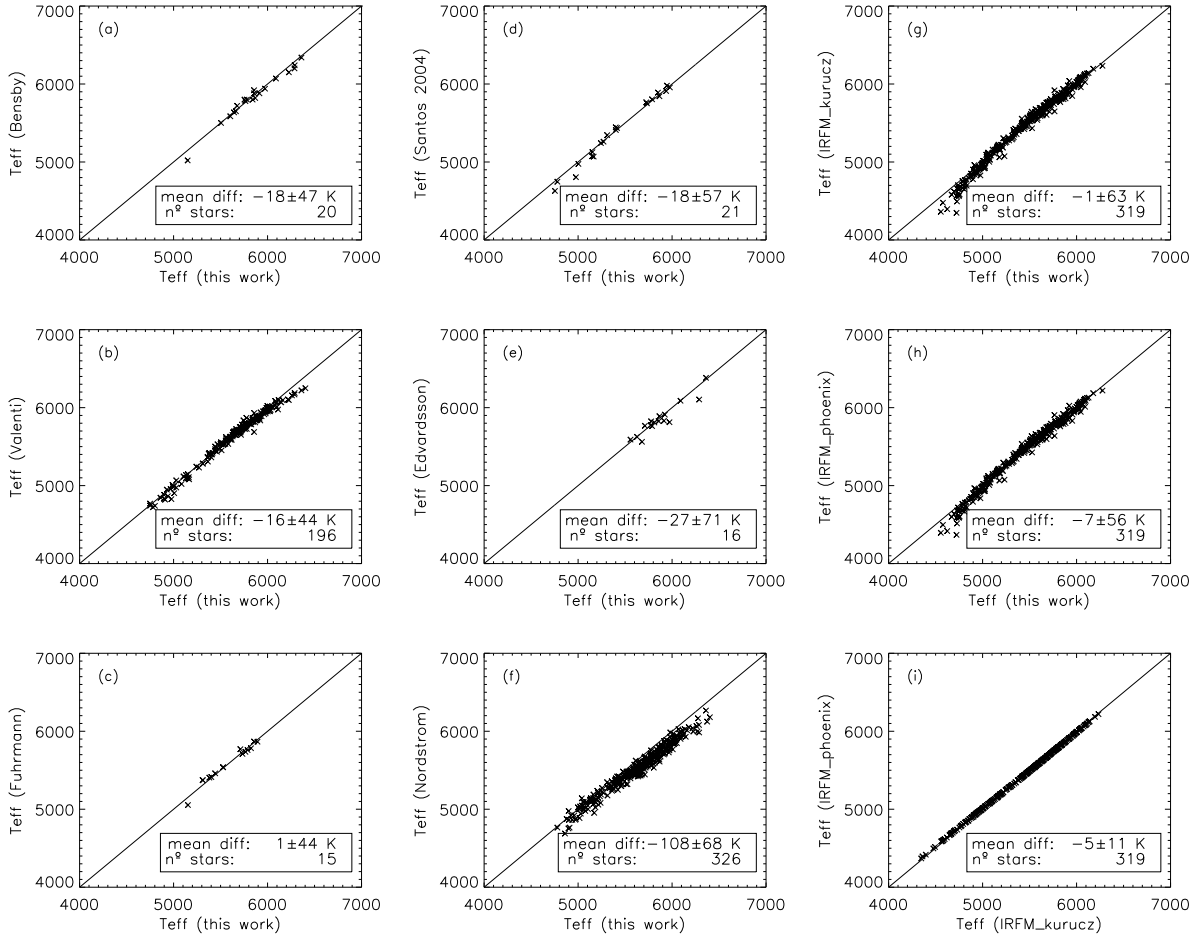 7000
6000
5000
4000
Teff (Bensby)
(a)
mean diff: −18±47 K
nº stars: 20
4000 5000 6000 7000
Teff (this work)
7000
6000
5000
4000
Teff (Santos 2004)
(d)
mean diff: −18±57 K
nº stars: 21
4000 5000 6000 7000
Teff (this work)
7000
6000
5000
4000
Teff (IRFM_kurucz)
(g)
mean diff: −1±63 K
nº stars: 319
4000 5000 6000 7000
Teff (this work)
7000
6000
5000
4000
Teff (Valenti)
(b)
mean diff: −16±44 K
nº stars: 196
4000 5000 6000 7000
Teff (this work)
7000
6000
5000
4000
Teff (Edvardsson)
(e)
mean diff: −27±71 K
nº stars: 16
4000 5000 6000 7000
Teff (this work)
7000
6000
5000
4000
Teff (IRFM_phoenix)
(h)
mean diff: −7±56 K
nº stars: 319
4000 5000 6000 7000
Teff (this work)
7000
6000
5000
4000
Teff (Fuhrmann)
(c)
mean diff: 1±44 K
nº stars: 15
4000 5000 6000 7000
Teff (this work)
7000
6000
5000
4000
Teff (Nordstrom)
(f)
mean diff:−108±68 K
nº stars: 326
4000 5000 6000 7000
Teff (this work)
7000
6000
5000
4000
Teff (IRFM_phoenix)
(i)
mean diff: −5±11 K
nº stars: 319
4000 5000 6000 7000
Teff (IRFM_kurucz)